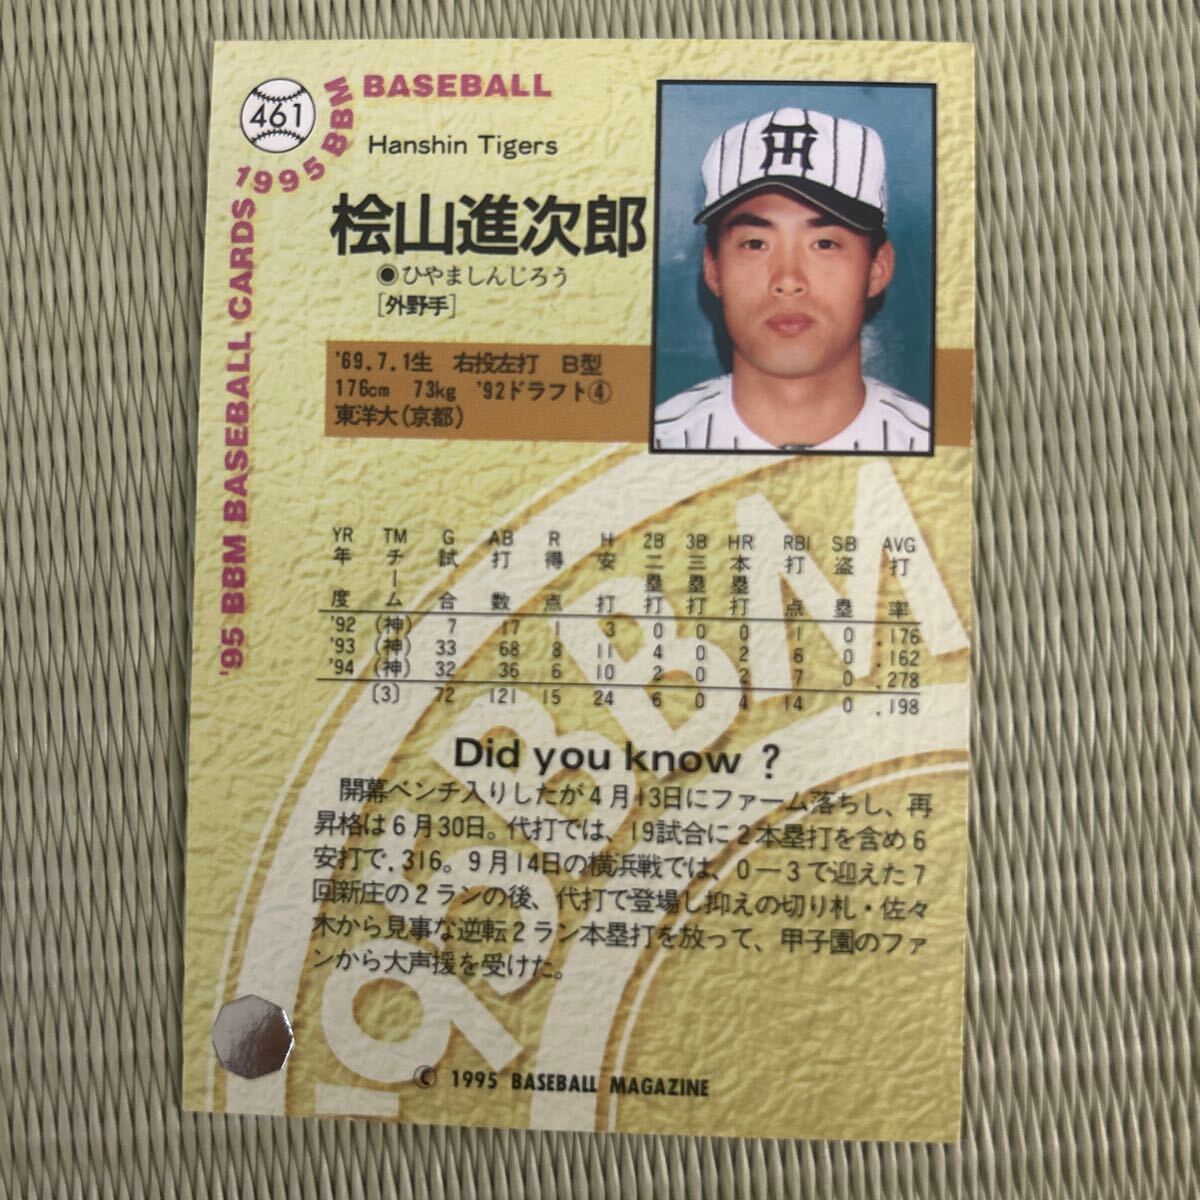 461
1995 BBM BASEBALL
'95 BBM BASEBALL CARDS
Hanshin Tigers
桧山進次郎
●ひやましんじろう
[外野手]
'69.7.1生 右投左打 B型
176cm 73kg '92ドラフト④
東洋大(京都)
YR TM G AB R H 2B 3B HR RBI SB AVG
年度 チーム 試合 打数 得点 安打 二塁打 三塁打 本塁打 打点 盗塁 打率
'92 (神) 7 17 1 3 0 0 0 1 0 .176
'93 (神) 33 68 8 11 4 0 2 6 0 .162
'94 (神) 32 36 6 10 2 0 2 7 0 .278
〔3〕 72 121 15 24 6 0 4 14 0 .198
Did you know ?
開幕ベンチ入りしたが4月13日にファーム落ちし、再
昇格は6月30日。代打では、19試合に2本塁打を含め6
安打で.316。9月14日の横浜戦では、0－3で迎えた7
回新庄の2ランの後、代打で登場し抑えの切り札・佐々
木から見事な逆転2ラン本塁打を放って、甲子園のファ
ンから大声援を受けた。
'95 BBM
© 1995 BASEBALL MAGAZINE